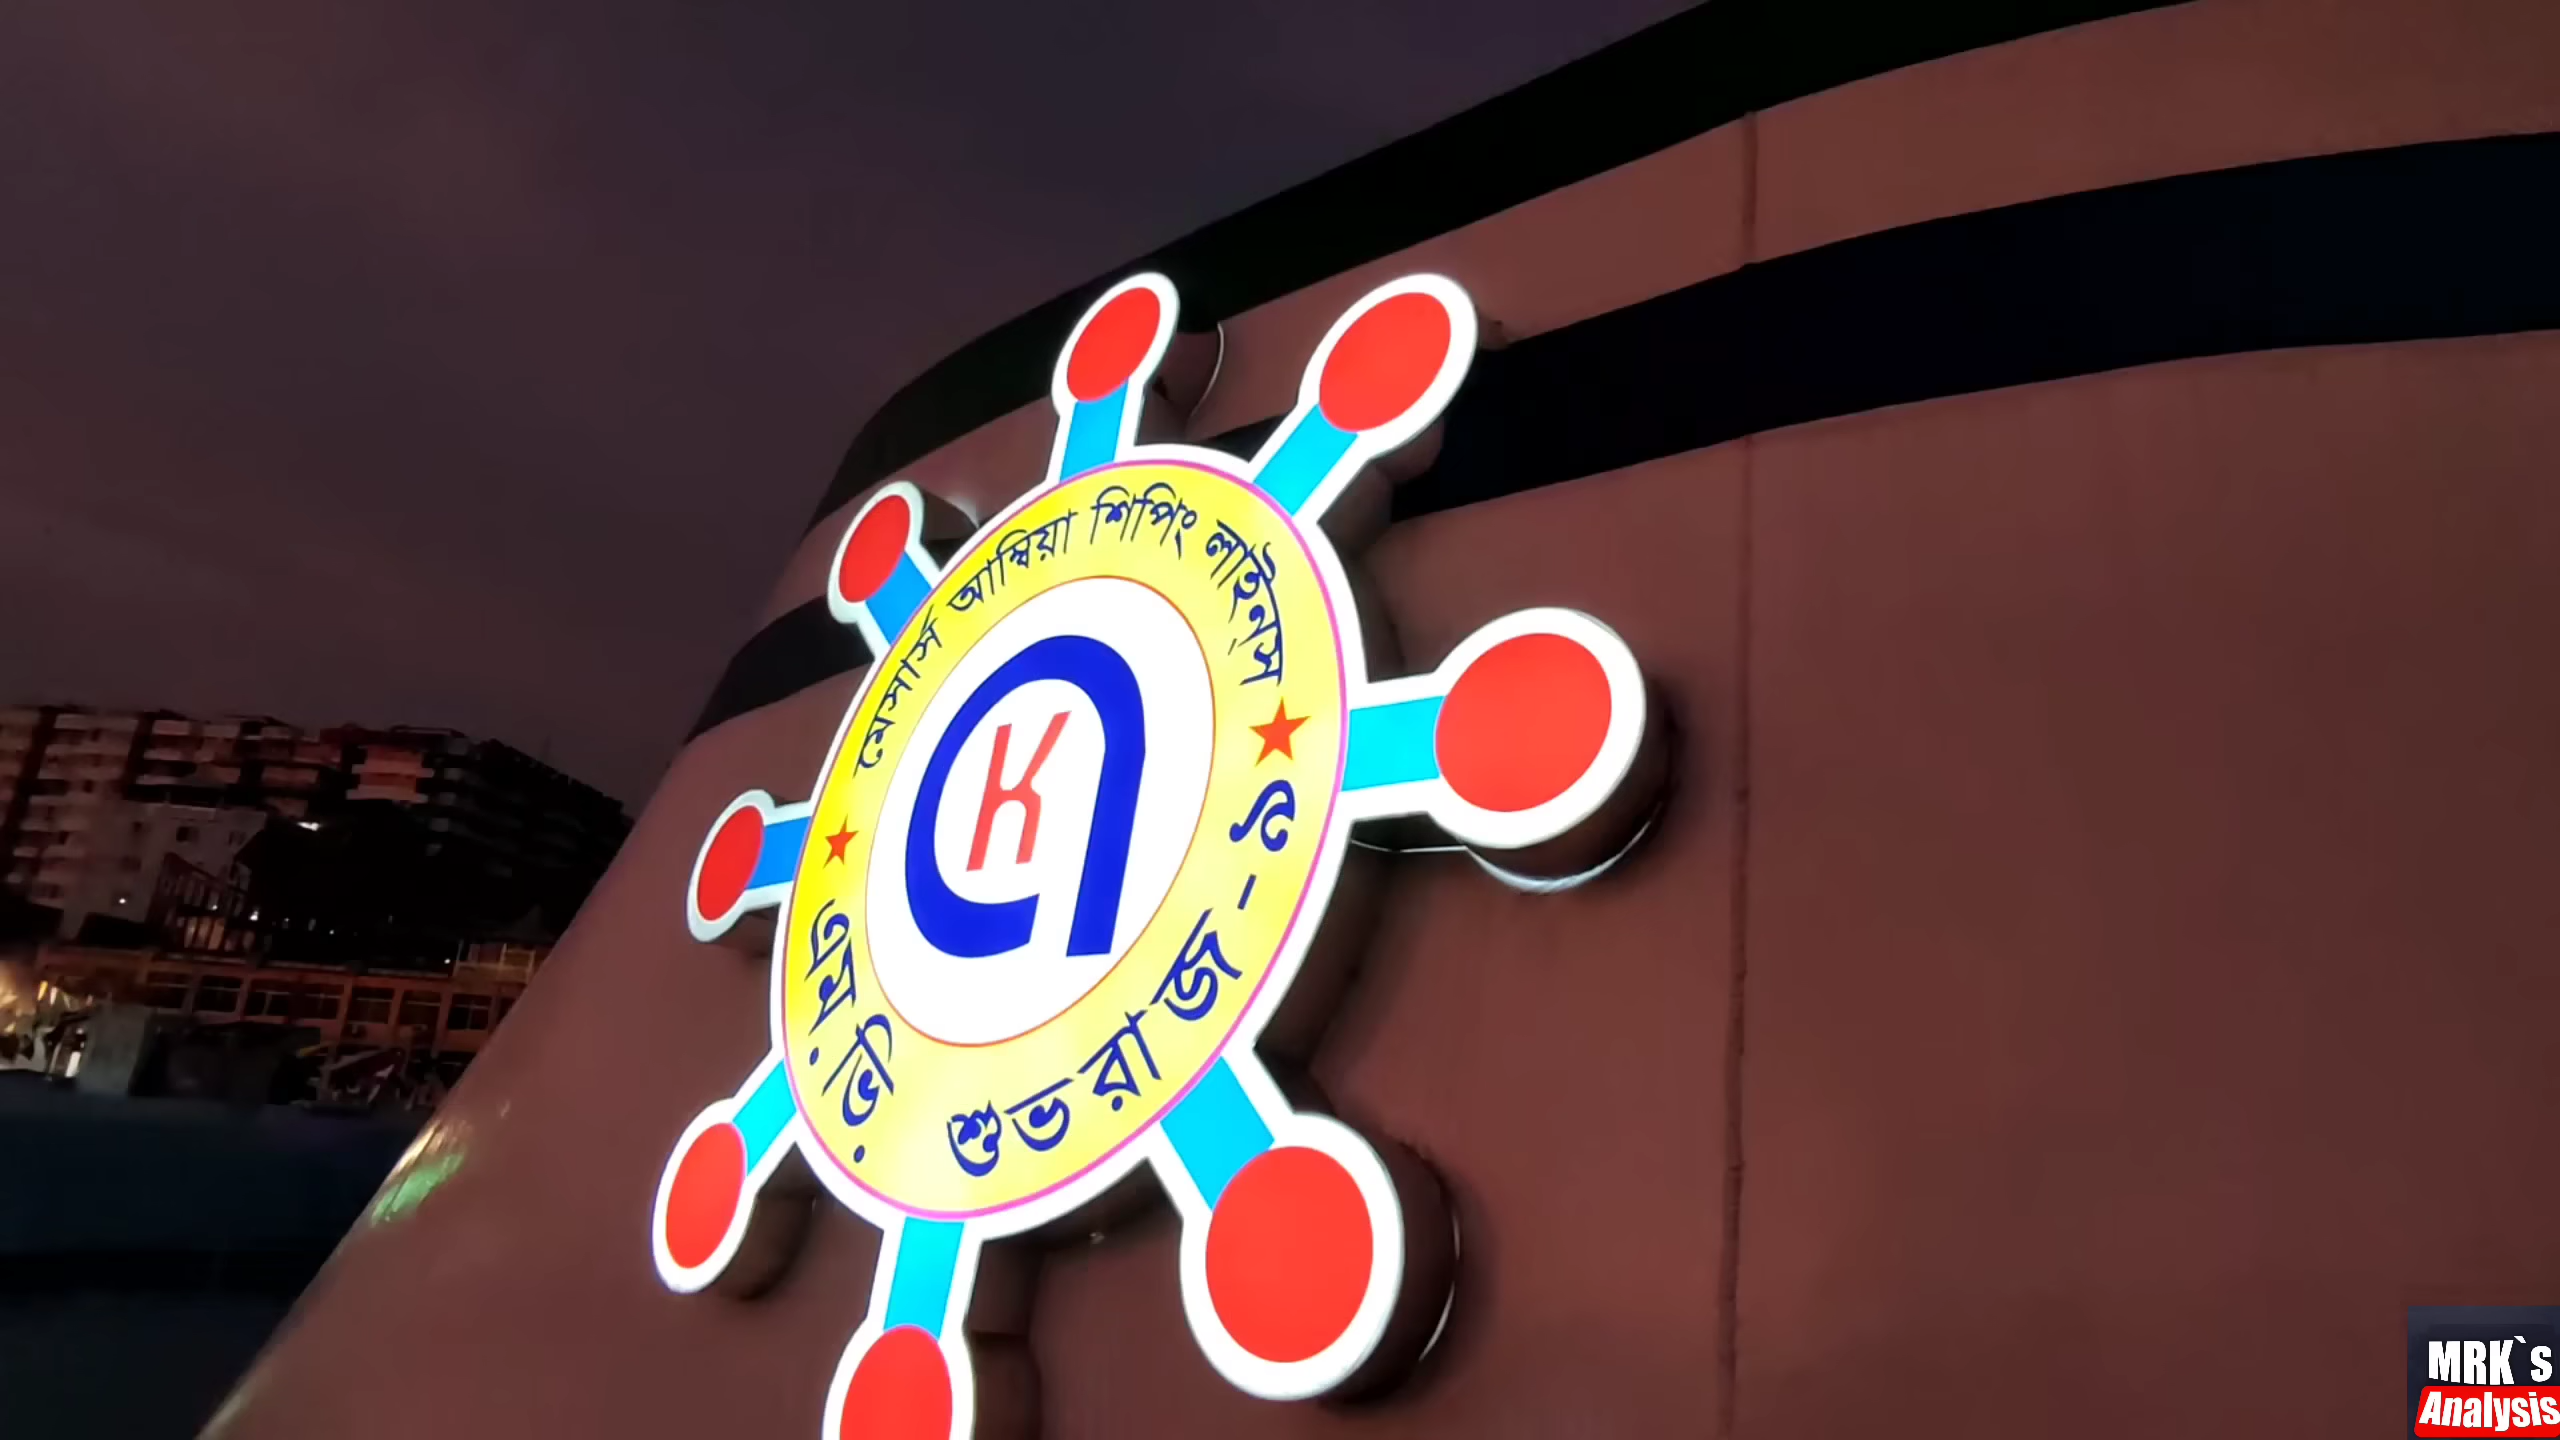 মেসার্স আম্বিয়া শিপিং লাইন্স
K
এম.ভি. শুভরাজ-৯
MRK`s
Analysis